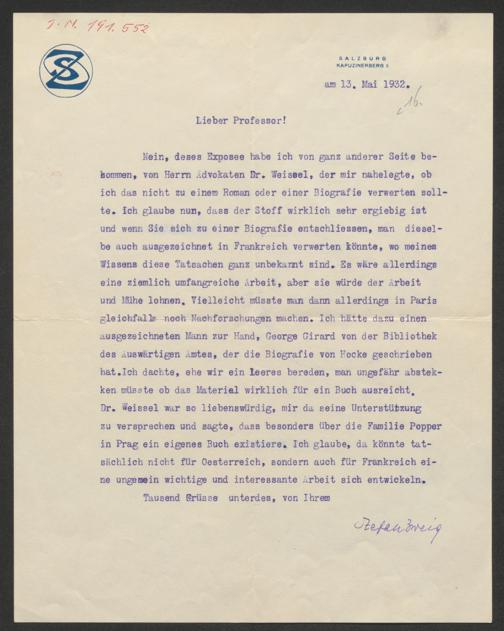 J.N. 191.552
SZ
SALZBURG
KAPUZINERBERG 5
am 13. Mai 1932.
Lieber Professor!
Nein, deses Exposee habe ich von ganz anderer Seite be-
kommen, von Herrn Advokaten Dr. Weissel, der mir nahelegte, ob
ich das nicht zu einem Roman oder einer Biografie verwerten soll-
te. ich glaube nun, dass der Stoff wirklich sehr ergiebig ist
und wenn Sie sich zu einer Biografie entschliessen, man diesel-
be auch ausgezeichnet in Frankreich verwerten könnte, wo meines
Wissens diese Tatsachen ganz unbekannt sind. Es wäre allerdings
eine ziemlich umfangreiche Arbeit, aber sie würde der Arbeit
und Mühe lohnen. Vielleicht müsste man dann allerdings in Paris
gleichfalls noch Nachforschungen machen. Ich hätte dazu einen
ausgezeichneten Mann zur Hand, George Girard von der Bibliothek
des Auswärtigen Amtes, der die Biografie von Hocke geschrieben
hat.Ich dachte, ehe wir ein leeres bereden, man ungefähr abstek-
ken müsste ob das Material wirklich für ein Buch ausreicht.
Dr. Weissel war so liebenswürdig, mir da seine Unterstützung
zu versprechen und sagte, dass besonders über die Familie Popper
in Prag ein eigenes Buch existiere. Ich glaube, da könnte tat-
sächlich nicht für Oesterreich, sondern auch für Frankreich ei-
ne ungemein wichtige und interessante Arbeit sich entwickeln.
Tausend Grüsse unterdes, von Ihrem
Stefan Zweig